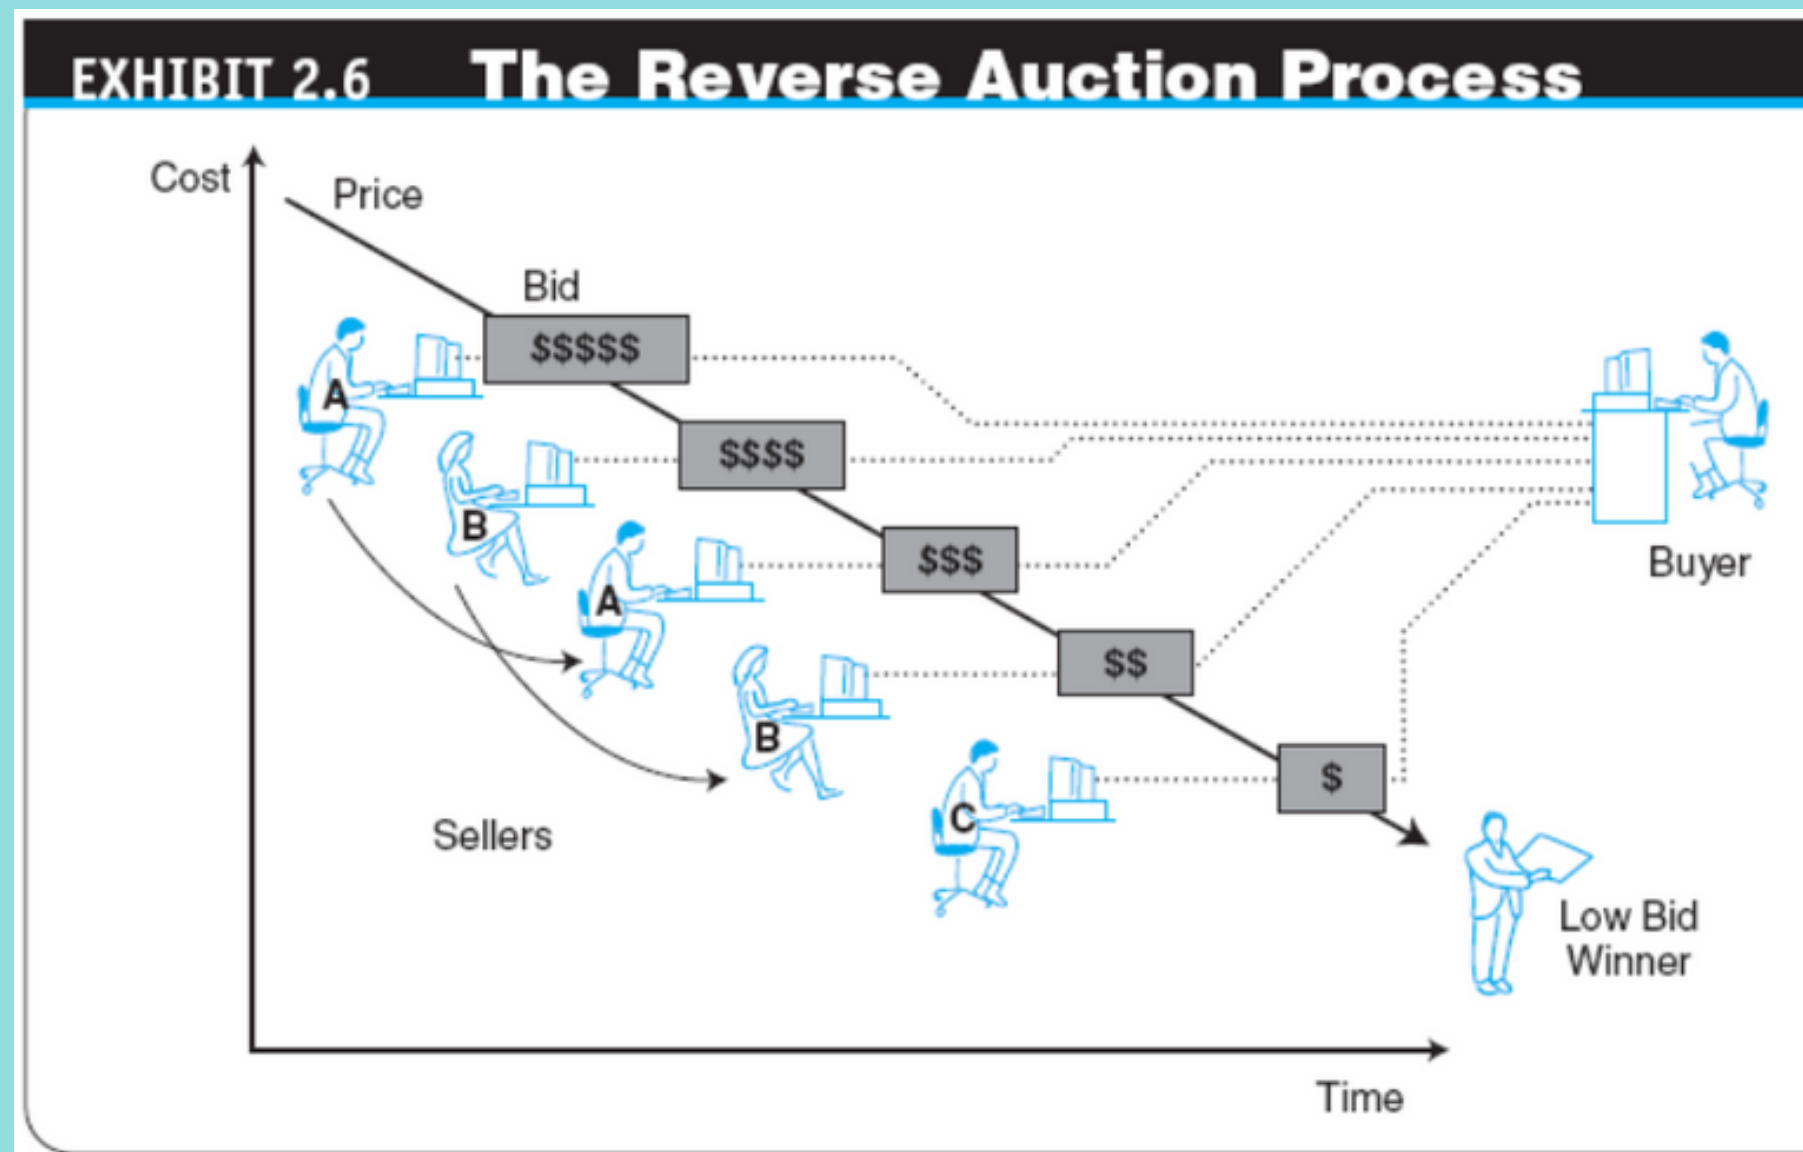 EXHIBIT 2.6 The Reverse Auction Process
Cost
Price
Bid
$$$$$
A
$$$$
B
$$$
A
Buyer
$$
B
$
C
Sellers
Low Bid
Winner
Time